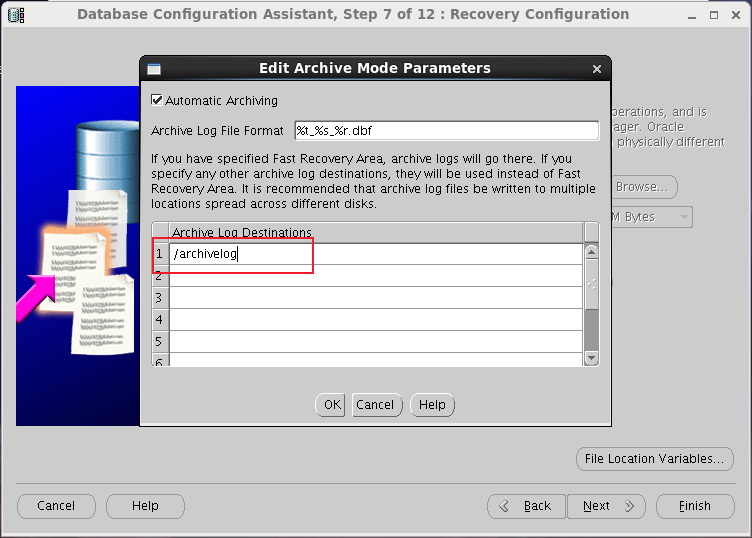 Database Configuration Assistant, Step 7 of 12 : Recovery Configuration
Edit Archive Mode Parameters
Automatic Archiving
Archive Log File Format %t_%s_%r.dbf
If you have specified Fast Recovery Area, archive logs will go there. If you
specify any other archive log destinations, they will be used instead of Fast
Recovery Area. It is recommended that archive log files be written to multiple
locations spread across different disks.
Archive Log Destinations
1 /archivelog
2
3
4
5
6
OK Cancel Help
perations, and is
ager. Oracle
physically different
Browse...
M Bytes
File Location Variables...
Cancel Help Back Next Finish